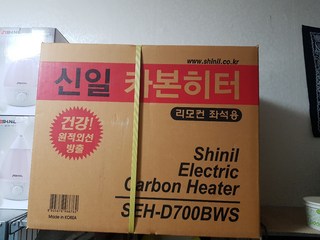 www.shinil.co.kr
신일 카본히터
리모컨 좌석용
건강!
원적외선
방출
Shinil
Electric
Carbon Heater
SEH-D700BWS
Made in KOREA